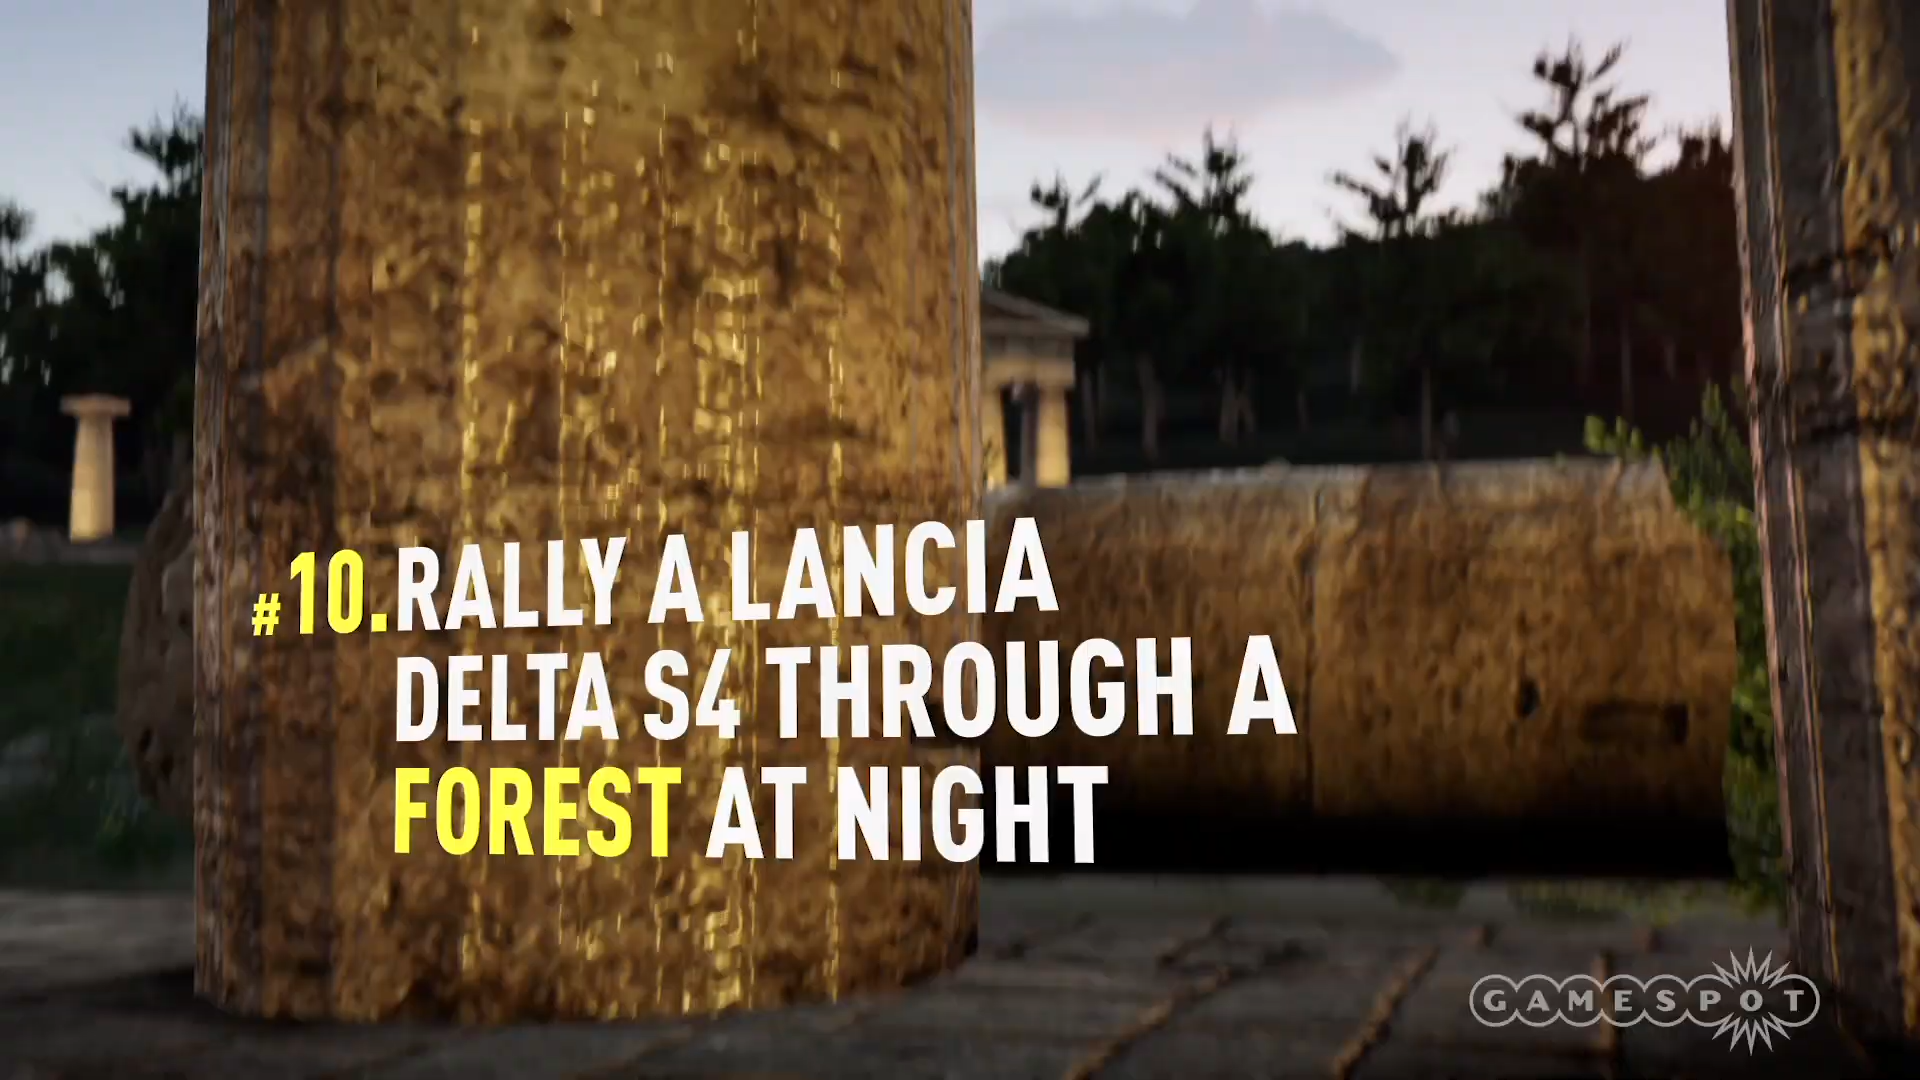 #10. RALLY A LANCIA
DELTA S4 THROUGH A
FOREST AT NIGHT
GAMESPOT